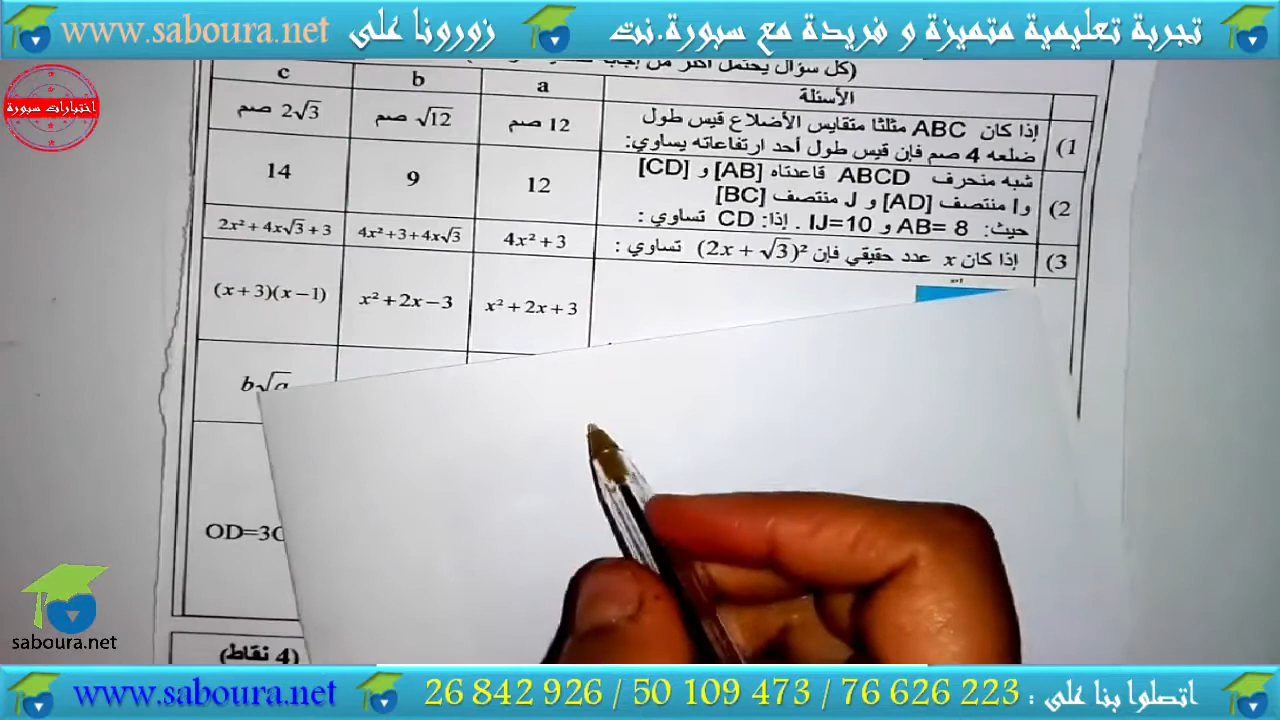 تجربة تعليمية متميزة و فريدة مع سبورة.نت
زورونا على
www.saboura.net
اختبارات سبورة
(كل سؤال يحتمل أكثر من
الأسئلة
a
b
c
(1
إذا كان ABC مثلثا متقايس الأضلاع قيس طول
ضلعه 4 صم فإن قيس طول أحد ارتفاعاته يساوي:
12 صم
√12 صم
2√3 صم
(2
شبه منحرف ABCD قاعدتاه [AB] و [CD]
و I منتصف [AD] و J منتصف [BC]
حيث: AB= 8 و IJ=10 . إذا: CD تساوي :
12
9
14
(3
إذا كان x عدد حقيقي فإن (2x + √3)² تساوي :
4x² + 3
4x² + 3 + 4x√3
2x² + 4x√3 + 3
x² + 2x + 3
x² + 2x − 3
(x + 3)(x − 1)
b√a
OD=3
(4 نقاط)
saboura.net
www.saboura.net
اتصلوا بنا على : 26 842 926 / 50 109 473 / 76 626 223